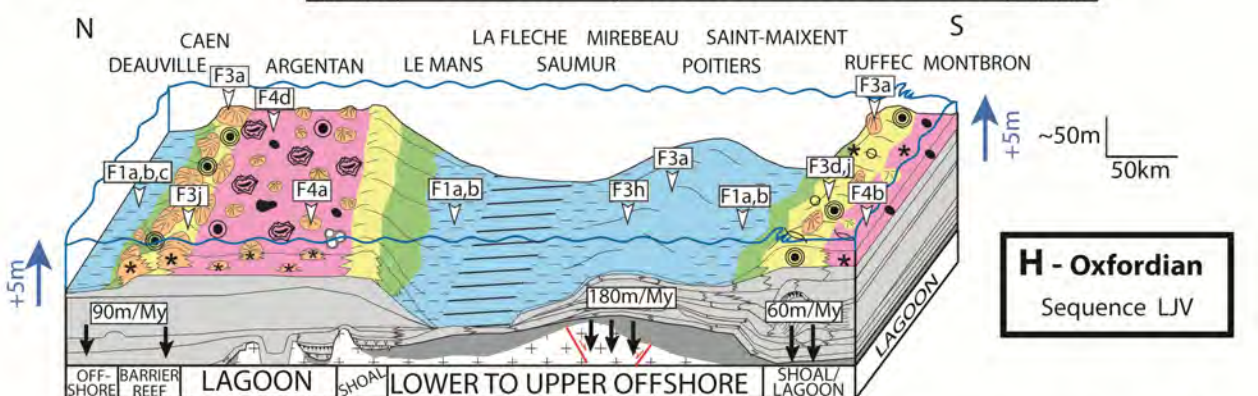 N
S
CAEN
LA FLECHE MIREBEAU SAINT-MAIXENT
DEAUVILLE
ARGENTAN
LE MANS
SAUMUR
POITIERS
RUFFEC MONTBRON
F3a
F4d
F3a
F1a,b,c
F3j
F4a
F1a,b
F3h
F3a
F1a,b
F3d,j
F4b
+5m
+5m
~50m
50km
90m/My
180m/My
60m/My
OFF-
SHORE
BARRIER
REEF
LAGOON
SHOAL
LOWER TO UPPER OFFSHORE
SHOAL/
LAGOON
LAGOON
H - Oxfordian
Sequence LJV